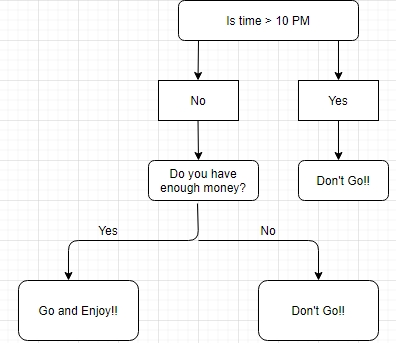 Is time > 10 PM
No
Yes
Do you have
enough money?
Don't Go!!
Yes
No
Go and Enjoy!!
Don't Go!!